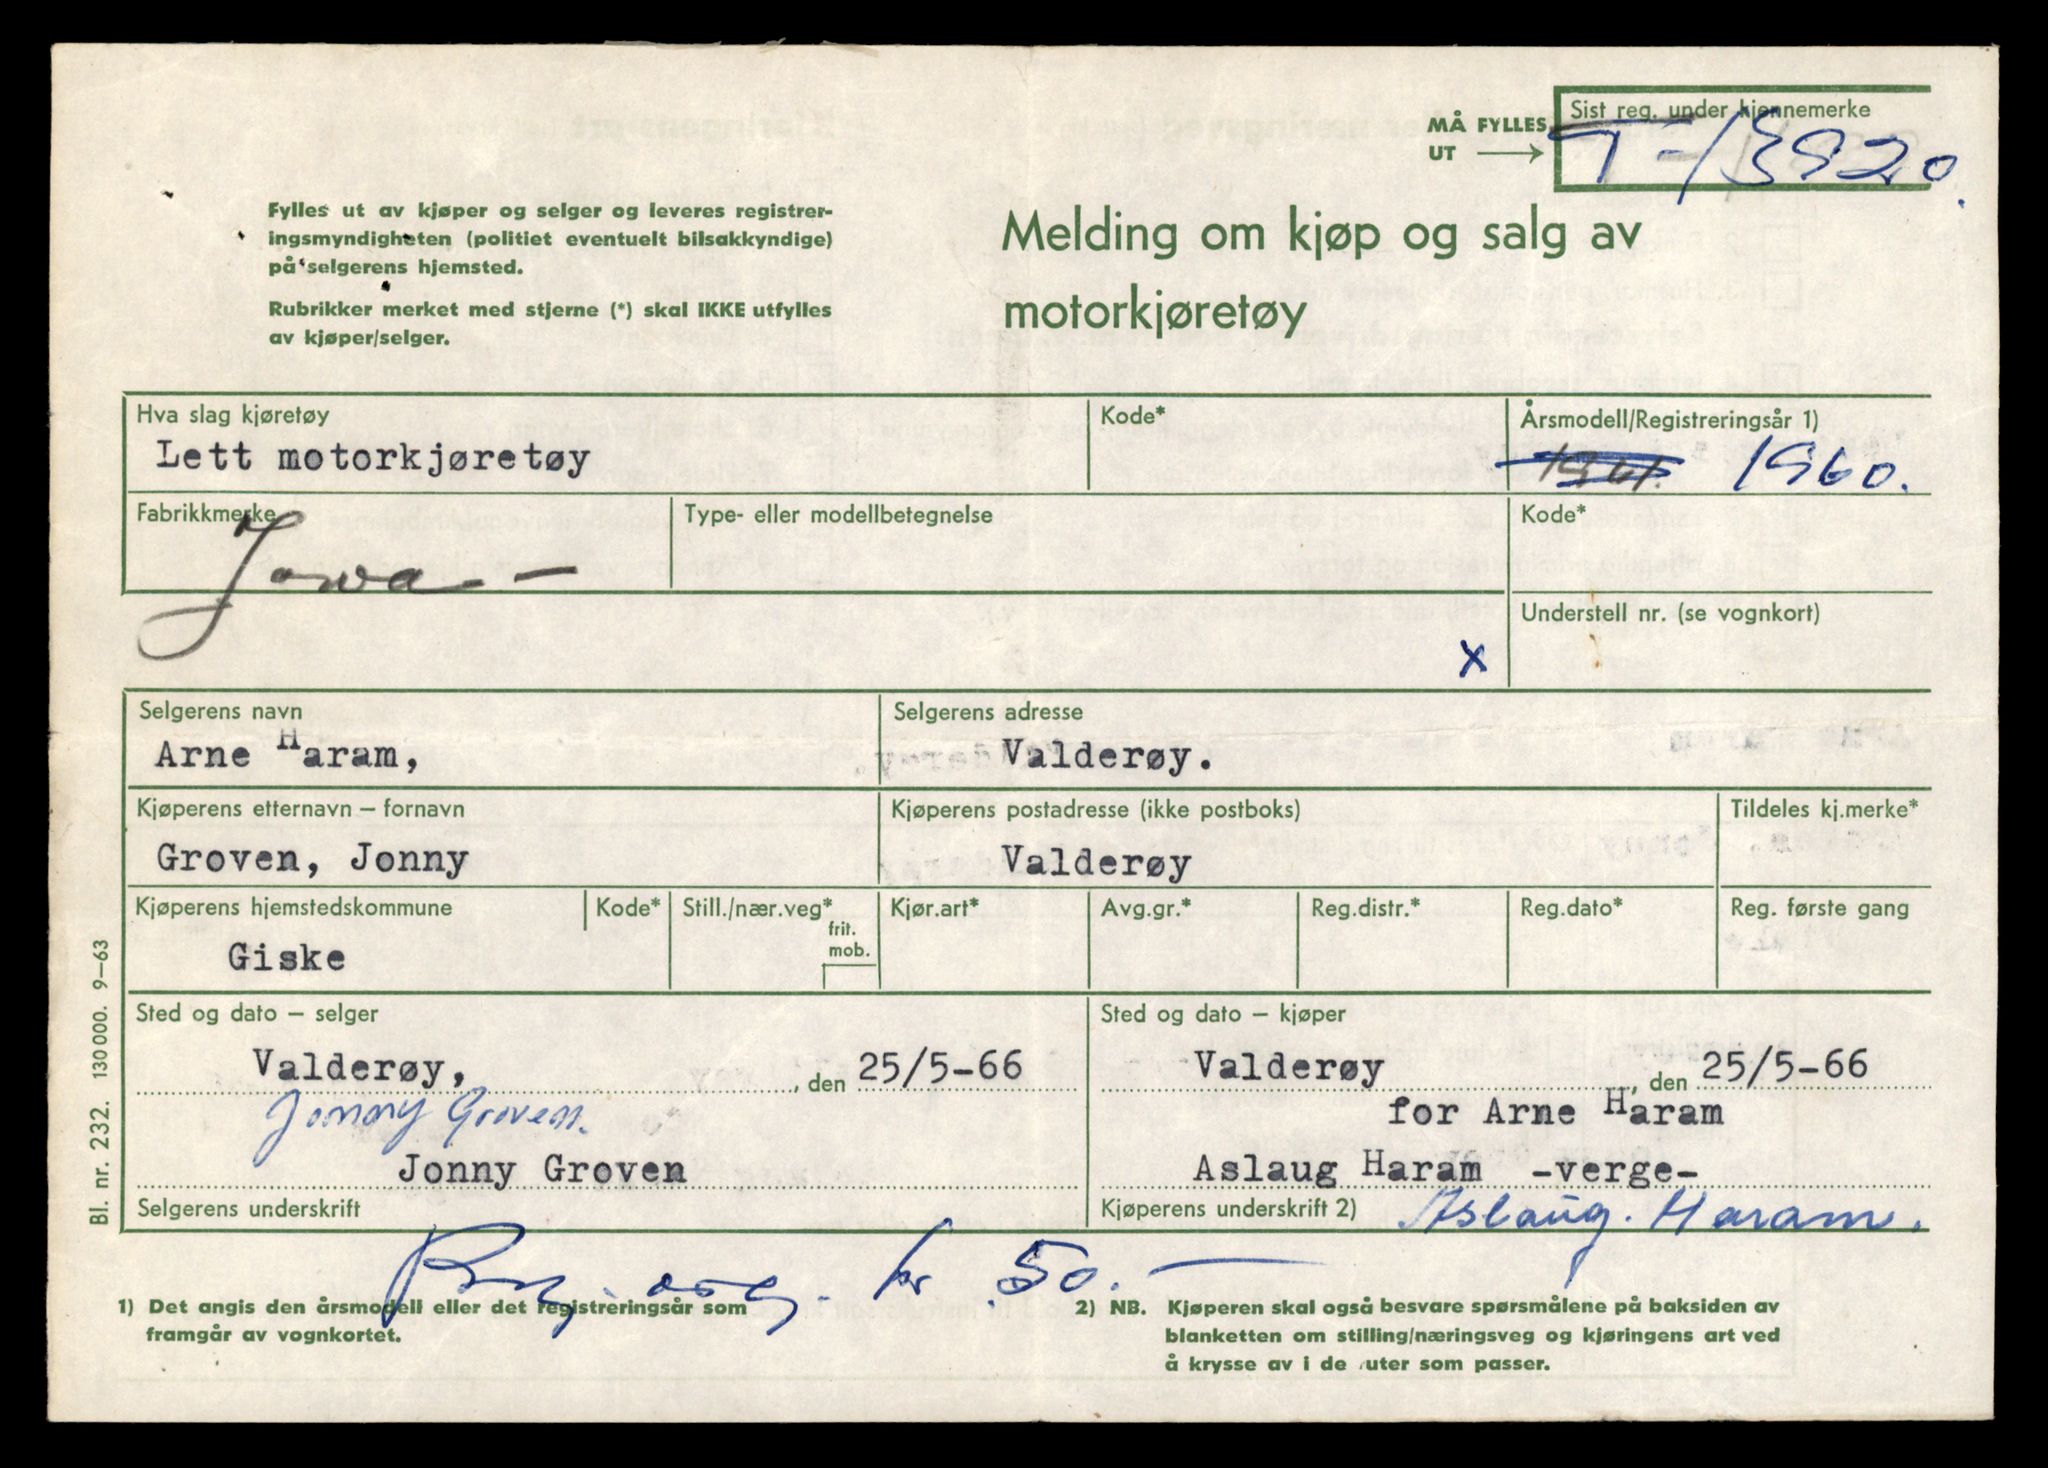 MÅ FYLLES UT →
Sist reg. under kjennemerke
T-13920.
Fylles ut av kjøper og selger og leveres registrer-
ingsmyndigheten (politiet eventuelt bilsakkyndige)
på selgerens hjemsted.
Rubrikker merket med stjerne (*) skal IKKE utfylles
av kjøper/selger.
Melding om kjøp og salg av
motorkjøretøy
Hva slag kjøretøy
Lett motorkjøretøy
Kode*
Årsmodell/Registreringsår 1)
1961. 1960.
Fabrikkmerke
Jawa -
Type- eller modellbetegnelse
Kode*
Understell nr. (se vognkort)
x
Selgerens navn
Arne Haram,
Selgerens adresse
Valderøy.
Kjøperens etternavn – fornavn
Groven, Jonny
Kjøperens postadresse (ikke postboks)
Valderøy
Tildeles kj.merke*
Kjøperens hjemstedskommune
Giske
Kode*
Still./nær.veg*
frit.
mob.
Kjør.art*
Avg.gr.*
Reg.distr.*
Reg.dato*
Reg. første gang
Sted og dato – selger
Valderøy, , den 25/5-66
Jonny Groven.
Jonny Groven
Selgerens underskrift
Sted og dato – kjøper
Valderøy , den 25/5-66
for Arne Haram
Aslaug Haram -verge-
Kjøperens underskrift 2) Aslaug. Haram.
kr 50.—
1) Det angis den årsmodell eller det registreringsår som
framgår av vognkortet.
2) NB. Kjøperen skal også besvare spørsmålene på baksiden av
blanketten om stilling/næringsveg og kjøringens art ved
å krysse av i de ruter som passer.
Bl. nr. 232. 130 000. 9–63